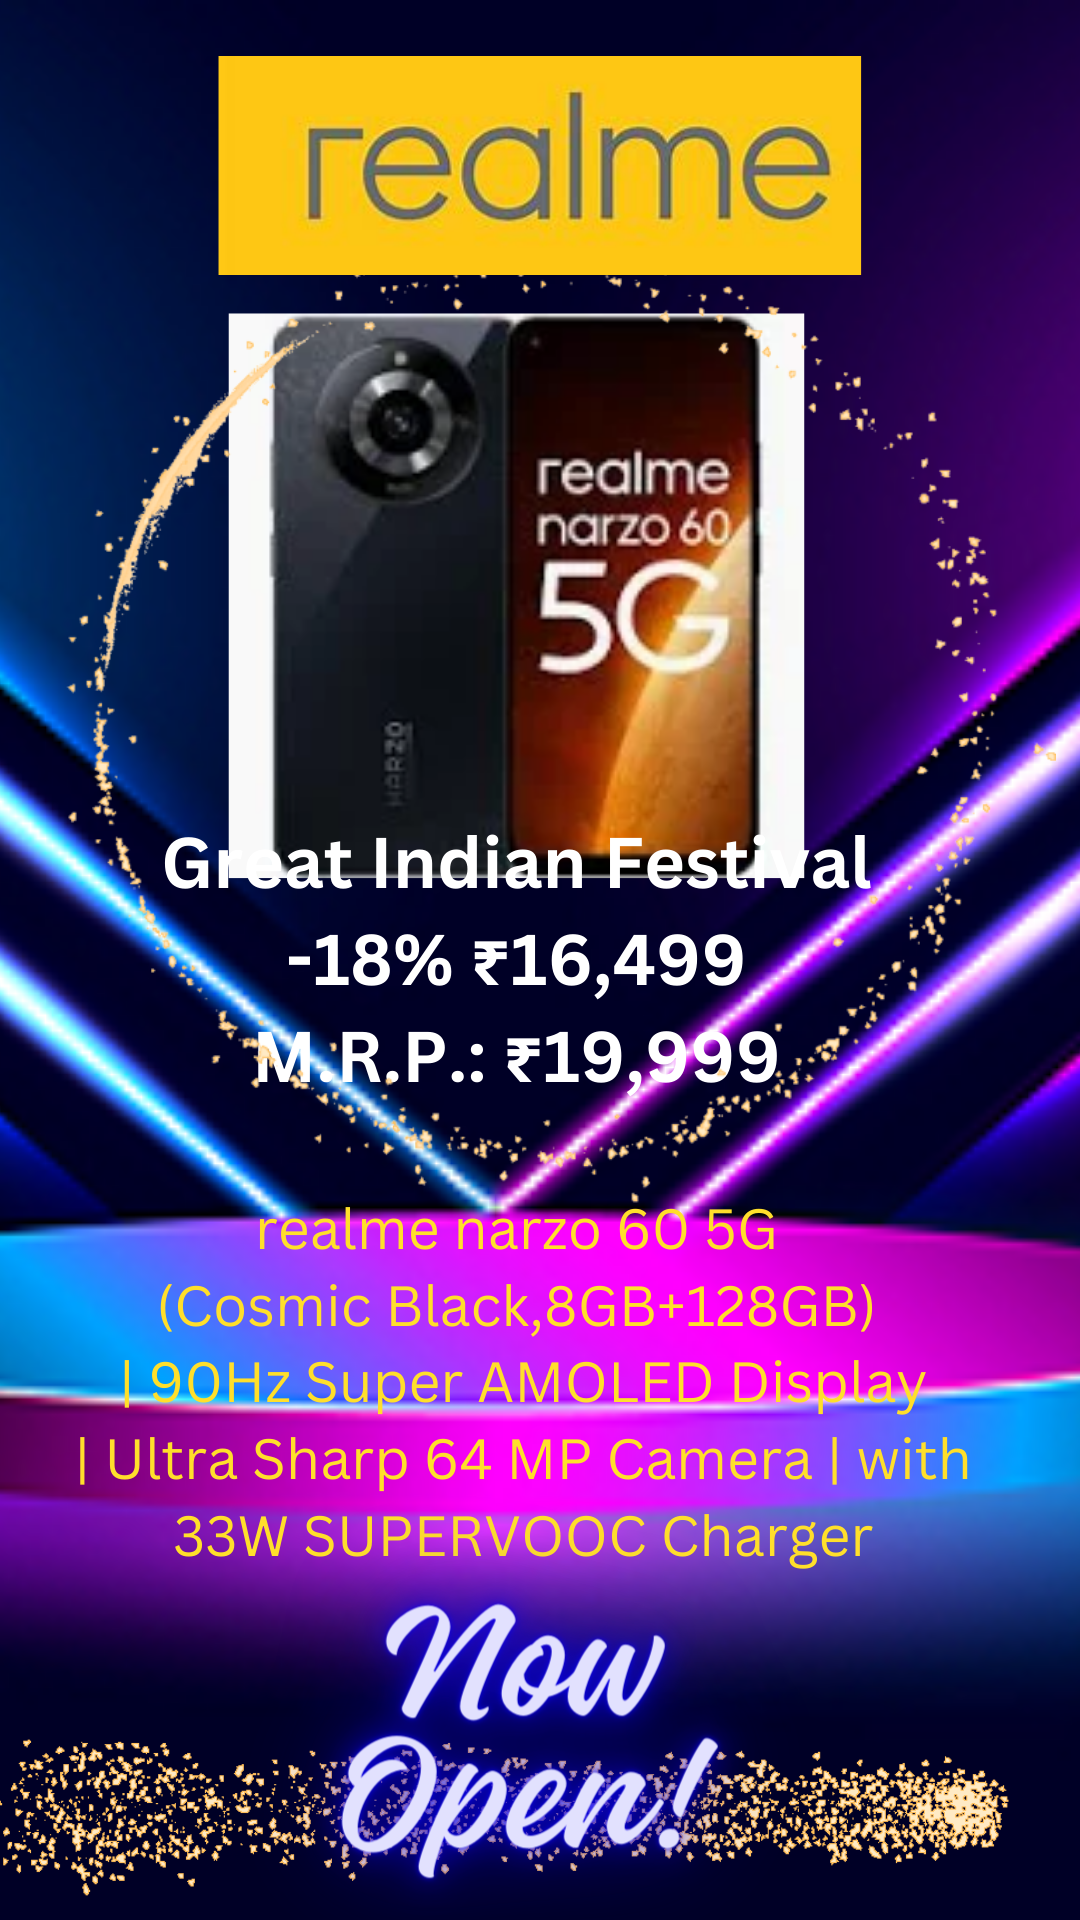 realme
realme
narzo 60
5G
NARZO
Great Indian Festival
-18% ₹16,499
M.R.P.: ₹19,999
realme narzo 60 5G
(Cosmic Black,8GB+128GB)
| 90Hz Super AMOLED Display
| Ultra Sharp 64 MP Camera | with
33W SUPERVOOC Charger
Now
Open!